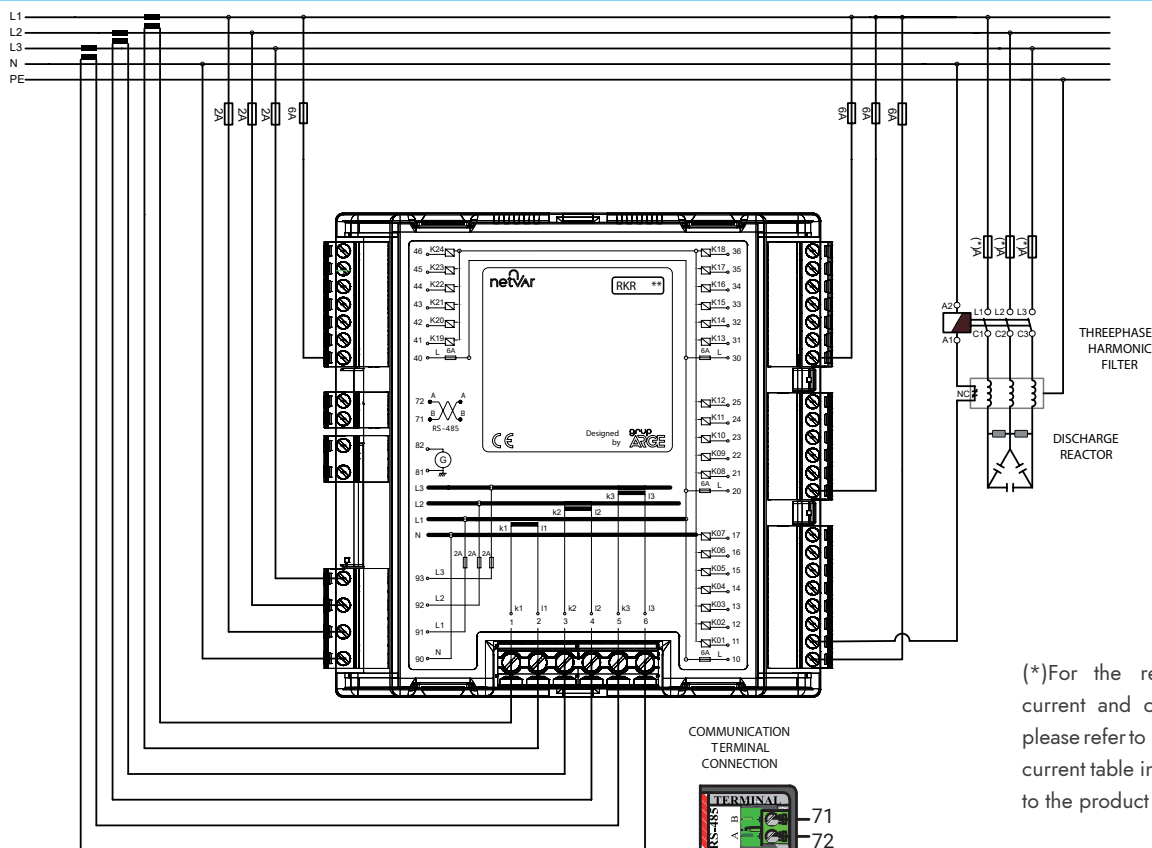 L1
L2
L3
N
PE
2A
2A
2A
6A
6A
6A
6A
(*)A
(*)A
(*)A
A2
A1
L1 L2 L3
C1 C2 C3
NC
THREEPHASE
HARMONIC
FILTER
DISCHARGE
REACTOR
46 K24
45 K23
44 K22
43 K21
42 K20
41 K19
40 L 6A
72 A A
71 B B
RS-485
82
G
81
L3
L2
L1
N
2A 2A 2A
93 L3
92 L2
91 L1
90 N
netVAr
RKR **
CE
Designed
by
grup
ARGE
K18 36
K17 35
K16 34
K15 33
K14 32
K13 31
6A L 30
K12 25
K11 24
K10 23
K09 22
K08 21
6A L 20
K07 17
K06 16
K05 15
K04 14
K03 13
K02 12
K01 11
6A L 10
k3 l3
k2 l2
k1 l1
k1 l1 k2 l2 k3 l3
1 2 3 4 5 6
COMMUNICATION
TERMINAL
CONNECTION
TERMINAL
RS-485
B
A
71
72
(*)For the re
current and c
please refer to
current table in
to the product